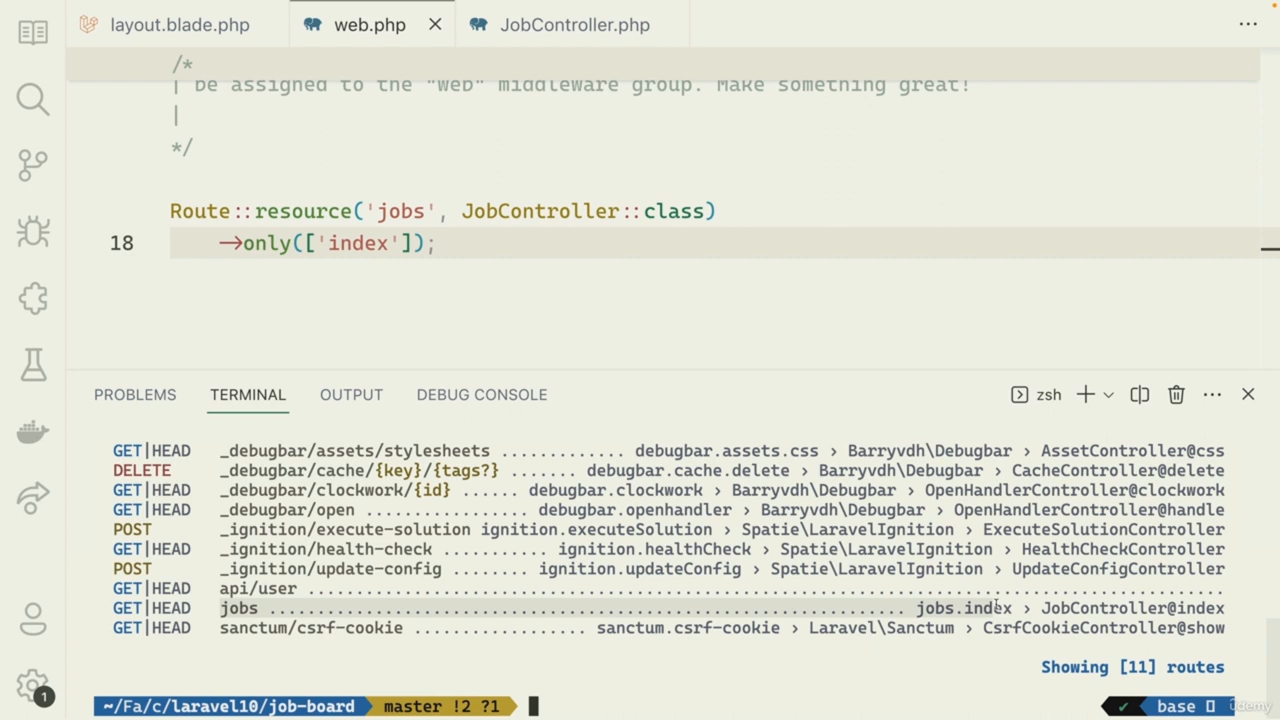 layout.blade.php web.php JobController.php
/*
| be assigned to the "web" middleware group. Make something great!
|
*/
Route::resource('jobs', JobController::class)
18 ->only(['index']);
PROBLEMS TERMINAL OUTPUT DEBUG CONSOLE zsh
GET|HEAD _debugbar/assets/stylesheets ............. debugbar.assets.css › Barryvdh\Debugbar › AssetController@css
DELETE _debugbar/cache/{key}/{tags?} ....... debugbar.cache.delete › Barryvdh\Debugbar › CacheController@delete
GET|HEAD _debugbar/clockwork/{id} ...... debugbar.clockwork › Barryvdh\Debugbar › OpenHandlerController@clockwork
GET|HEAD _debugbar/open ................ debugbar.openhandler › Barryvdh\Debugbar › OpenHandlerController@handle
POST _ignition/execute-solution ignition.executeSolution › Spatie\LaravelIgnition › ExecuteSolutionController
GET|HEAD _ignition/health-check ........... ignition.healthCheck › Spatie\LaravelIgnition › HealthCheckController
POST _ignition/update-config ........ ignition.updateConfig › Spatie\LaravelIgnition › UpdateConfigController
GET|HEAD api/user ..............................................................................................
GET|HEAD jobs .................................................................. jobs.index › JobController@index
GET|HEAD sanctum/csrf-cookie ............... sanctum.csrf-cookie › Laravel\Sanctum › CsrfCookieController@show
Showing [11] routes
1
~/Fa/c/laravel10/job-board master !2 ?1 ✓ base
Udemy